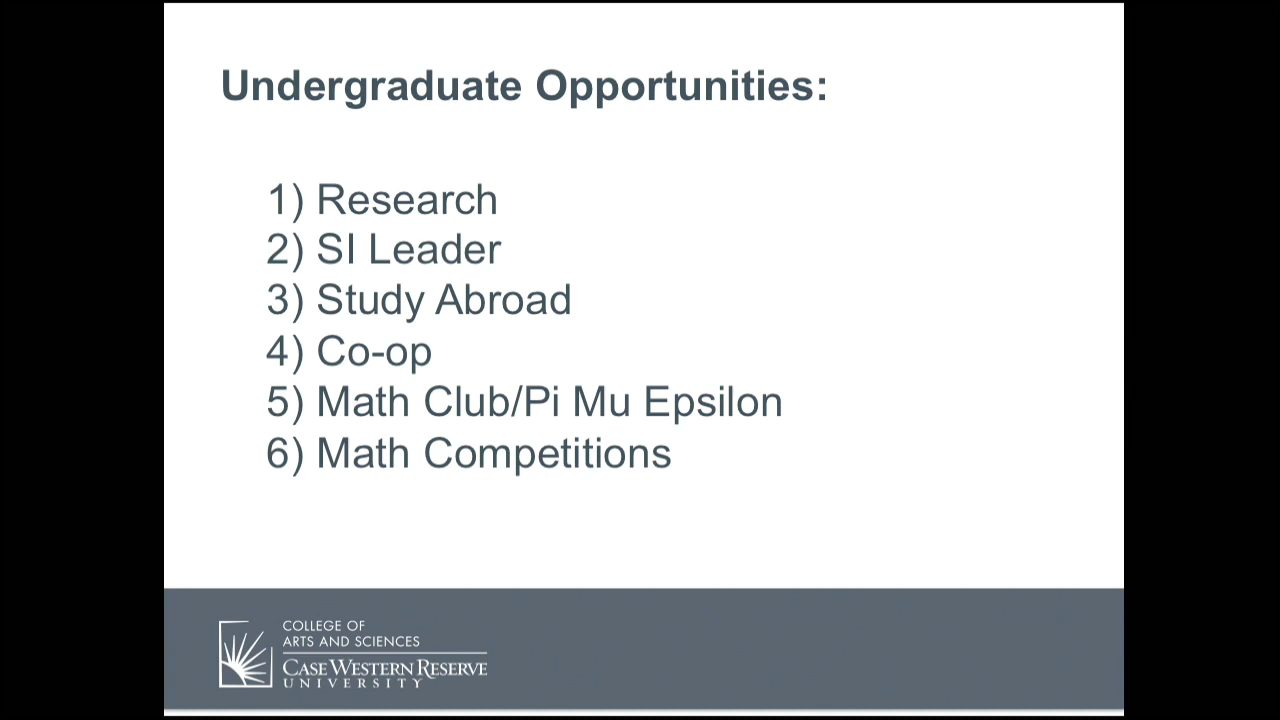 Undergraduate Opportunities:
1) Research
2) SI Leader
3) Study Abroad
4) Co-op
5) Math Club/Pi Mu Epsilon
6) Math Competitions
COLLEGE OF
ARTS AND SCIENCES
CASE WESTERN RESERVE
UNIVERSITY